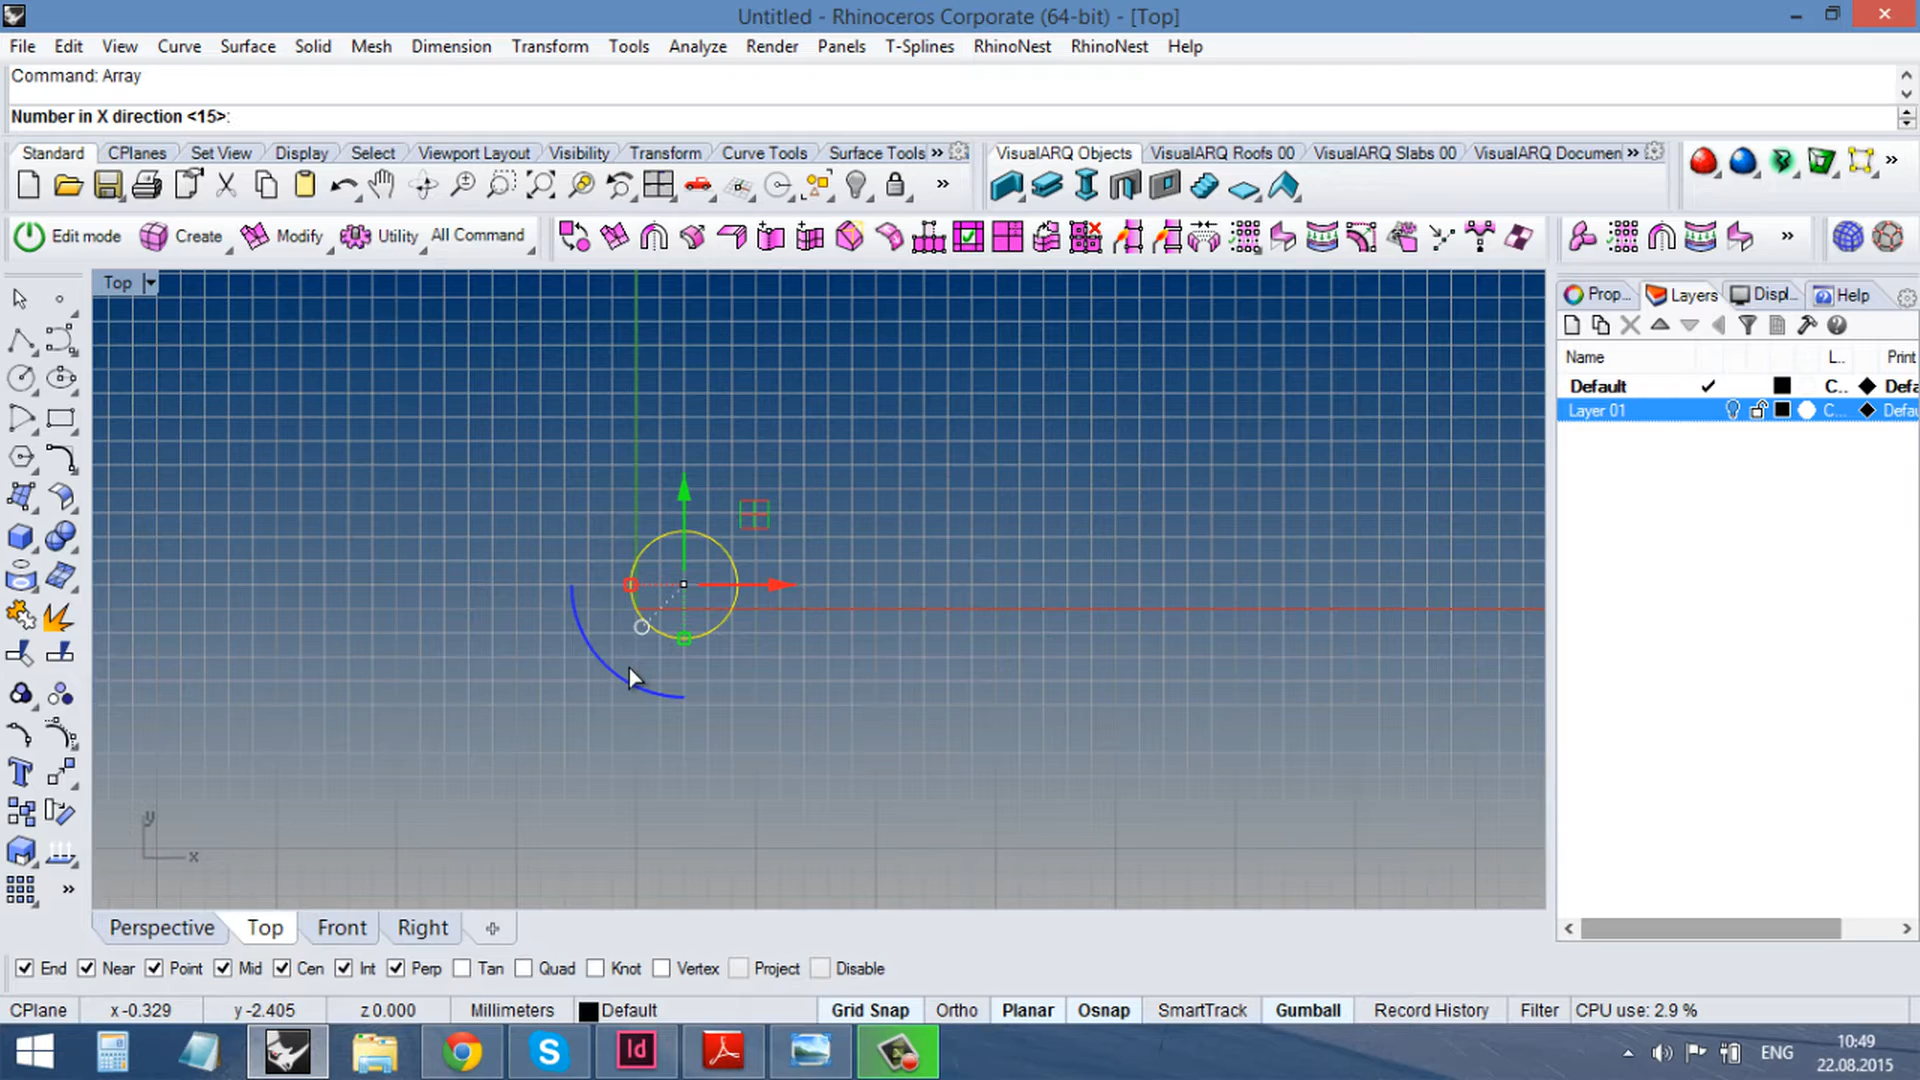 Untitled - Rhinoceros Corporate (64-bit) - [Top]
File Edit View Curve Surface Solid Mesh Dimension Transform Tools Analyze Render Panels T-Splines RhinoNest RhinoNest Help
Command: Array
Number in X direction <15>:
Standard CPlanes Set View Display Select Viewport Layout Visibility Transform Curve Tools Surface Tools » VisualARQ Objects VisualARQ Roofs 00 VisualARQ Slabs 00 VisualARQ Documen »
Edit mode Create Modify Utility All Command
Top
Prop... Layers Displ... Help
Name L.. Print
Default C.. Defa
Layer 01 C... Defau
y
x
Perspective Top Front Right
End Near Point Mid Cen Int Perp Tan Quad Knot Vertex Project Disable
CPlane x -0.329 y -2.405 z 0.000 Millimeters Default Grid Snap Ortho Planar Osnap SmartTrack Gumball Record History Filter CPU use: 2.9 %
S Id ENG 10:49
22.08.2015